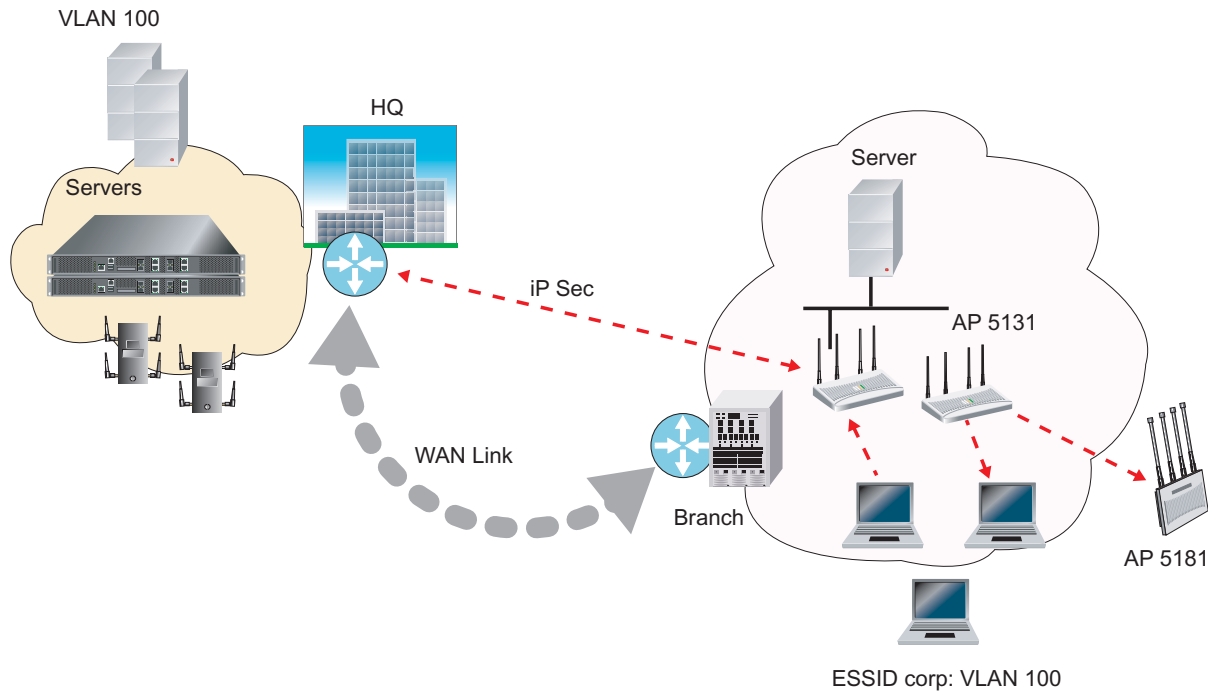 VLAN 100
HQ
Servers
Server
iP Sec
AP 5131
WAN Link
Branch
AP 5181
ESSID corp: VLAN 100